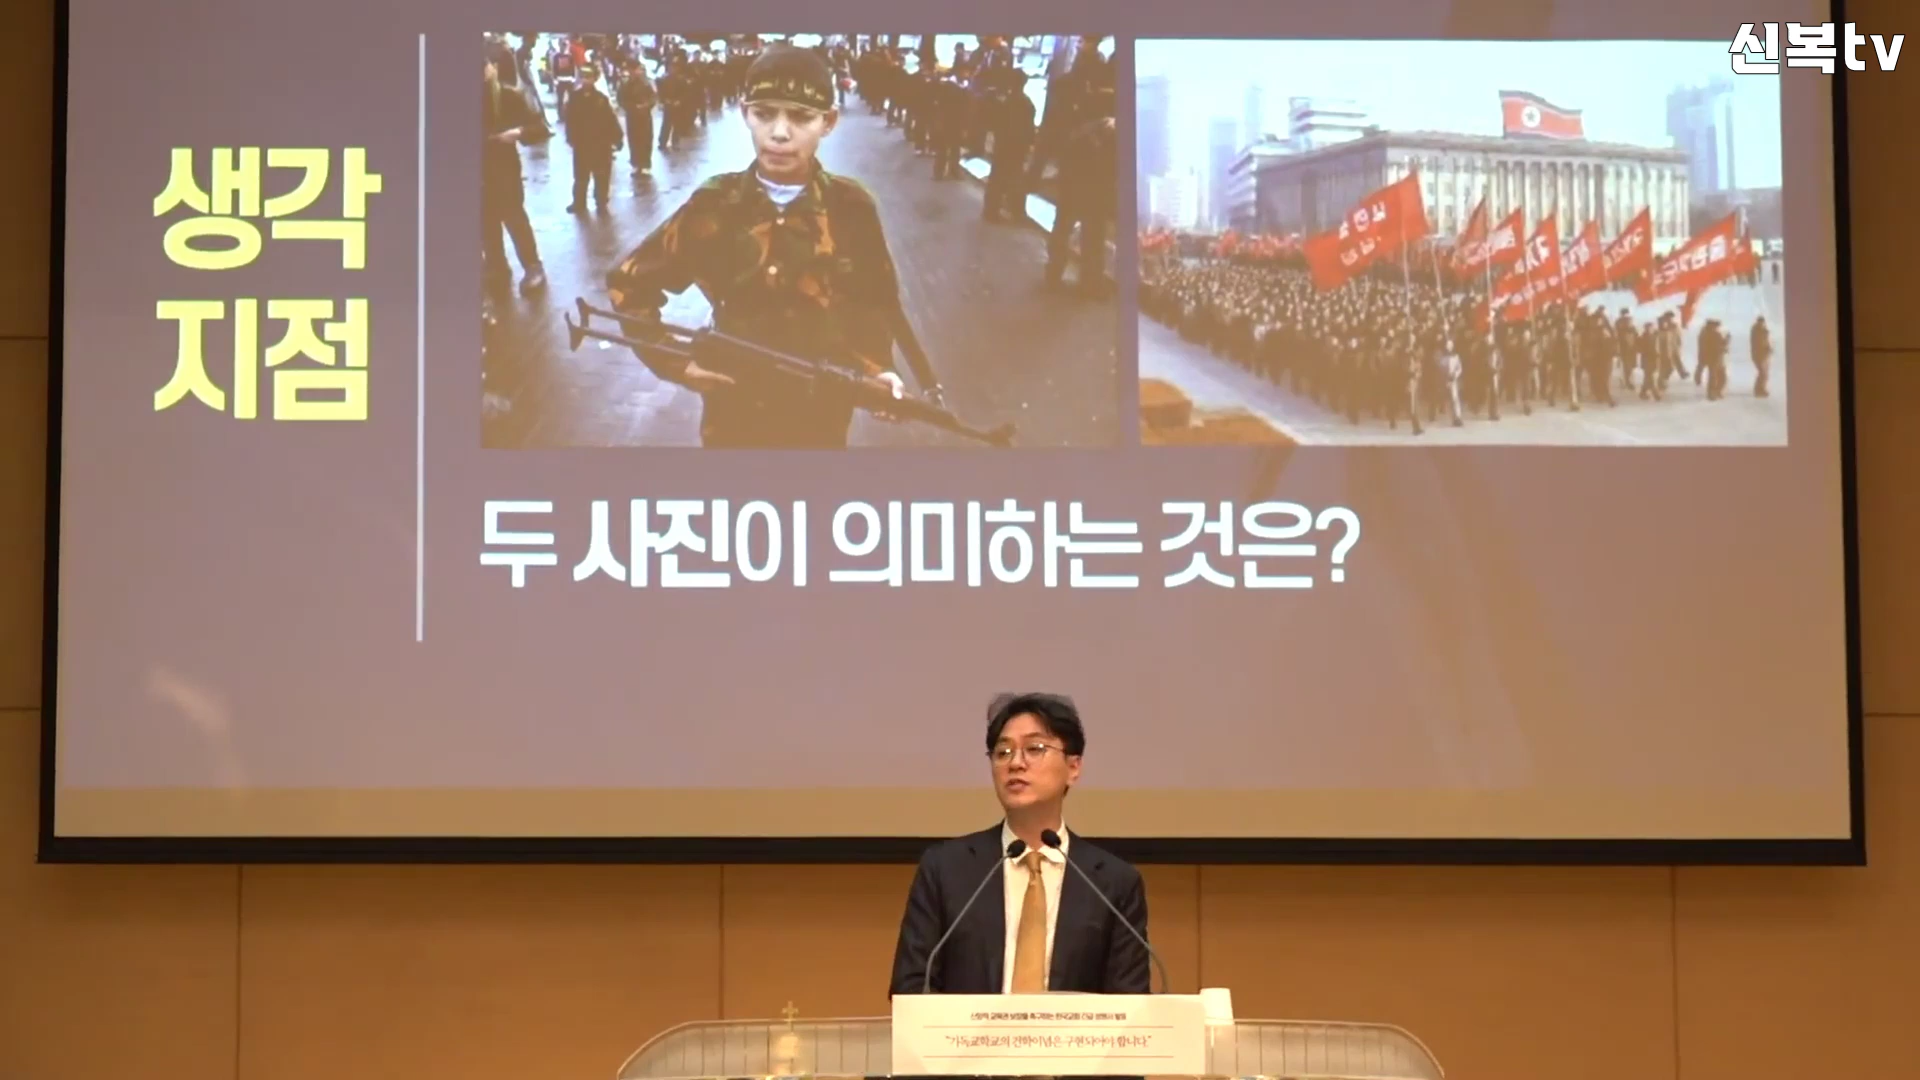 신복tv
생각
지점
두 사진이 의미하는 것은?
"기독교학교의 건학이념은 구현되어야 합니다."